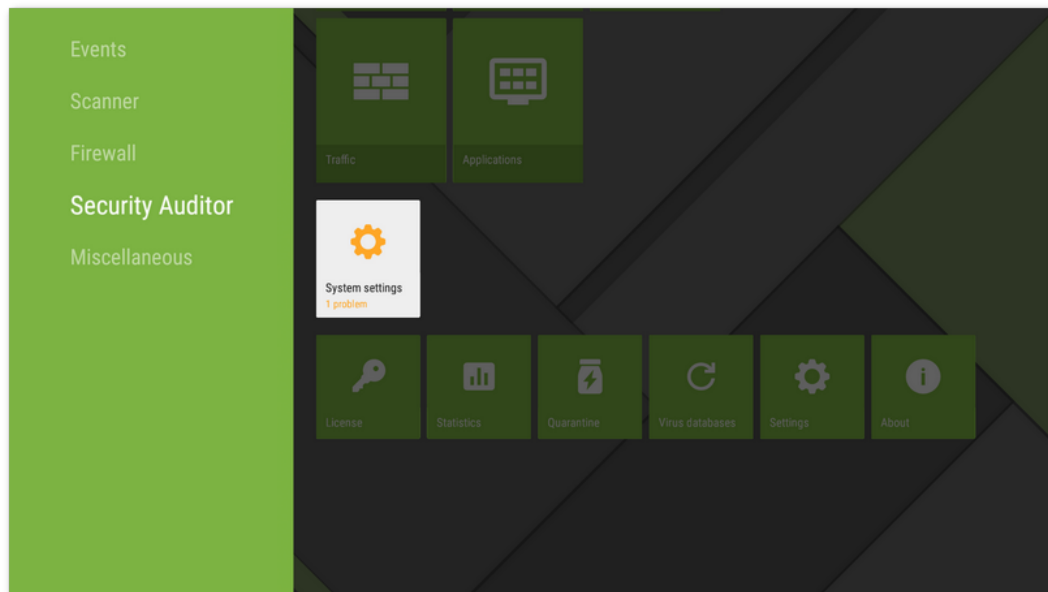 Events
Scanner
Firewall
Security Auditor
Miscellaneous
Traffic
Applications
System settings
1 problem
License
Statistics
Quarantine
Virus databases
Settings
About